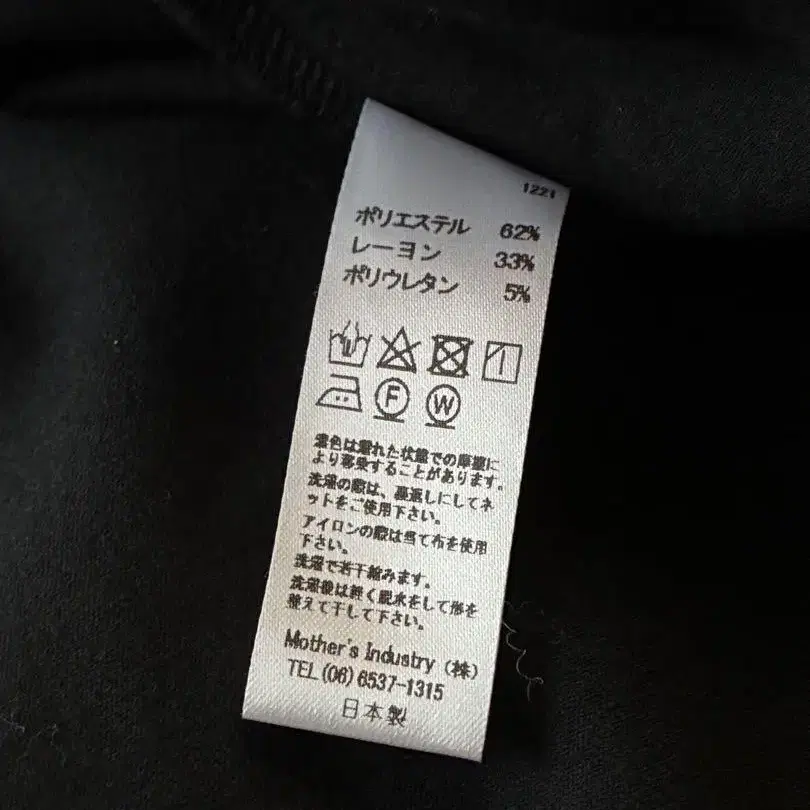 1221
ポリエステル 62%
レーヨン 33%
ポリウレタン 5%
F W
濃色は濡れた状態での摩擦に
より移染することがあります。
洗濯の際は、裏返しにしてネ
ットをご使用下さい。
アイロンの際は当て布を使用
下さい。
洗濯で若干縮みます。
洗濯後は軽く脱水をして形を
整えて干して下さい。
Mother's Industry (株)
TEL (06) 6537-1315
日本製